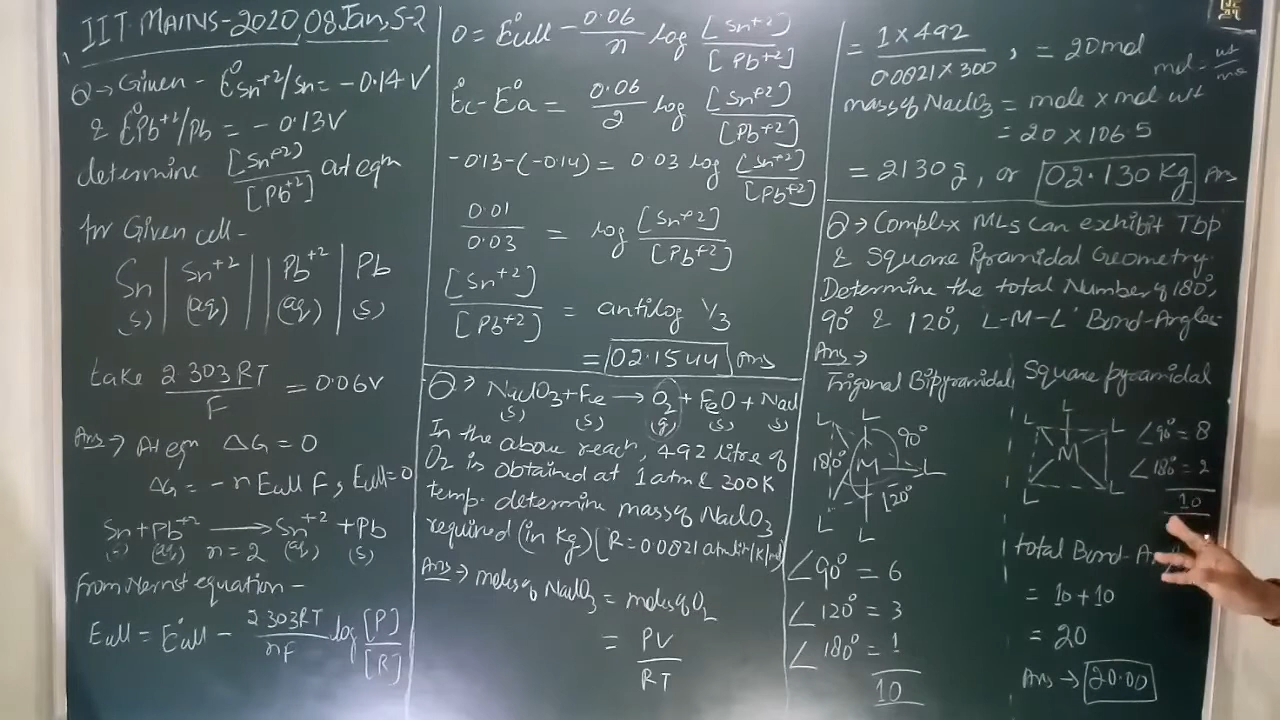 IIT MAINS-2020, 08 Jan, S-2
Q → Given - E°Sn+2/Sn = -0.14 V
& E°Pb+2/Pb = -0.13V
determine [Sn+2]/[Pb+2] at eqm
for Given cell-
Sn | Sn+2 || Pb+2 | Pb
(s) (aq) (aq) (s)
take 2.303RT/F = 0.06V
Ans → At eqm ΔG = 0
ΔG = -n Ecell F, Ecell=0
Sn + Pb+2 → Sn+2 + Pb
(s) (aq) n=2 (aq) (s)
from Nernst equation -
Ecell = E°cell - 2.303RT/nF log [P]/[R]
0 = E°cell - 0.06/n log [Sn+2]/[Pb+2]
E°c - E°a = 0.06/2 log [Sn+2]/[Pb+2]
-0.13-(-0.14) = 0.03 log [Sn+2]/[Pb+2]
0.01/0.03 = log [Sn+2]/[Pb+2]
[Sn+2]/[Pb+2] = antilog 1/3
= 02.1544 Ans
Q → NaClO3 + Fe → O2 + FeO + NaCl
(s) (s) (g) (s) (s)
In the above reacn, 492 litre of
O2 is obtained at 1 atm & 300K
temp. determine mass of NaClO3
required (in Kg) [R = 0.0821 atm lit/K/mol
Ans → moles of NaClO3 = moles of O2
= PV/RT
= 1 x 492/0.0821 x 300, = 20 mol
mol = wt/mw
mass of NaClO3 = mole x mol wt
= 20 x 106.5
= 2130 g, or 02.130 Kg Ans
Q → Complex ML5 can exhibit Tbp
& Square Pyramidal Geometry.
Determine the total Number of 180°,
90° & 120°, L-M-L Bond-Angles
Ans →
Trigonal Bipyramidal
L L
90°
180° M L
120°
L L
∠90° = 6
∠120° = 3
∠180° = 1
10
Square pyramidal
L
L L
M
L L
∠90° = 8
∠180° = 2
10
total Bond-
= 10+10
= 20
Ans → 20.00